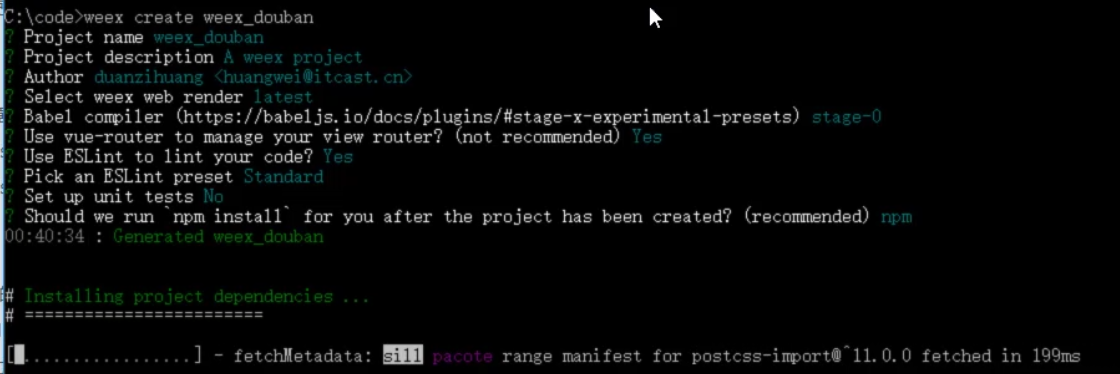 C:\code>weex create weex_douban
? Project name weex_douban
? Project description A weex project
? Author duanzihuang <huangwei@itcast.cn>
? Select weex web render latest
? Babel compiler (https://babeljs.io/docs/plugins/#stage-x-experimental-presets) stage-0
? Use vue-router to manage your view router? (not recommended) Yes
? Use ESLint to lint your code? Yes
? Pick an ESLint preset Standard
? Set up unit tests No
? Should we run `npm install` for you after the project has been created? (recommended) npm
00:40:34 : Generated weex_douban
# Installing project dependencies ...
# ========================
[█.................] - fetchMetadata: sill pacote range manifest for postcss-import@^11.0.0 fetched in 199ms